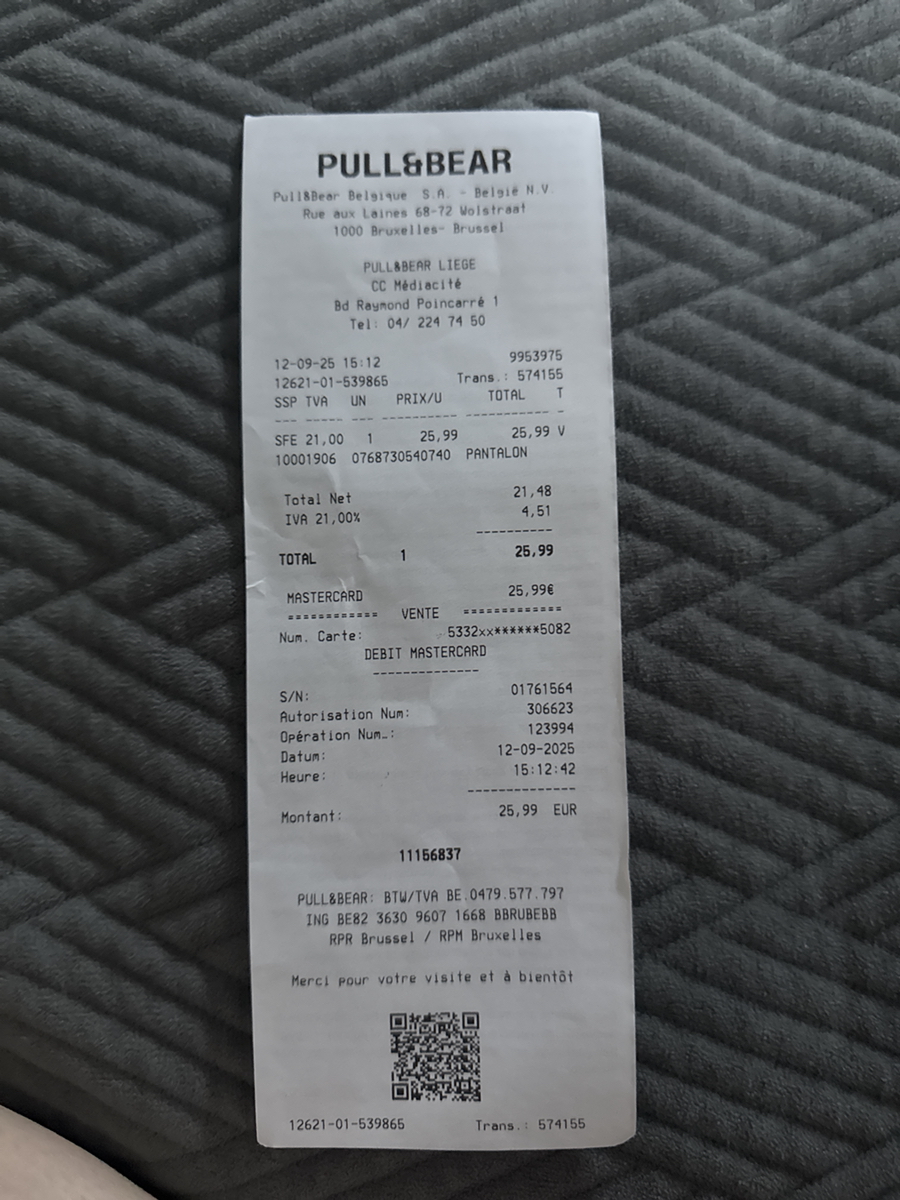 PULL&BEAR
Pull&Bear Belgique S.A. - België N.V.
Rue aux Laines 68-72 Wolstraat
1000 Bruxelles- Brussel
PULL&BEAR LIEGE
CC Médiacité
Bd Raymond Poincarré 1
Tel: 04/ 224 74 50
12-09-25 15:12 9953975
12621-01-539865 Trans.: 574155
SSP TVA UN PRIX/U TOTAL T
--- ----- --- ---------- ----------- -
SFE 21,00 1 25,99 25,99 V
10001906 0768730540740 PANTALON
Total Net 21,48
IVA 21,00% 4,51
----------
TOTAL 1 25,99
MASTERCARD 25,99€
============ VENTE =============
Num. Carte: 5332xx******5082
DEBIT MASTERCARD
--------------
S/N: 01761564
Autorisation Num: 306623
Opération Num.: 123994
Datum: 12-09-2025
Heure: 15:12:42
--------------
Montant: 25,99 EUR
11156837
PULL&BEAR: BTW/TVA BE.0479.577.797
ING BE82 3630 9607 1668 BBRUBEBB
RPR Brussel / RPM Bruxelles
Merci pour votre visite et à bientôt
12621-01-539865 Trans.: 574155